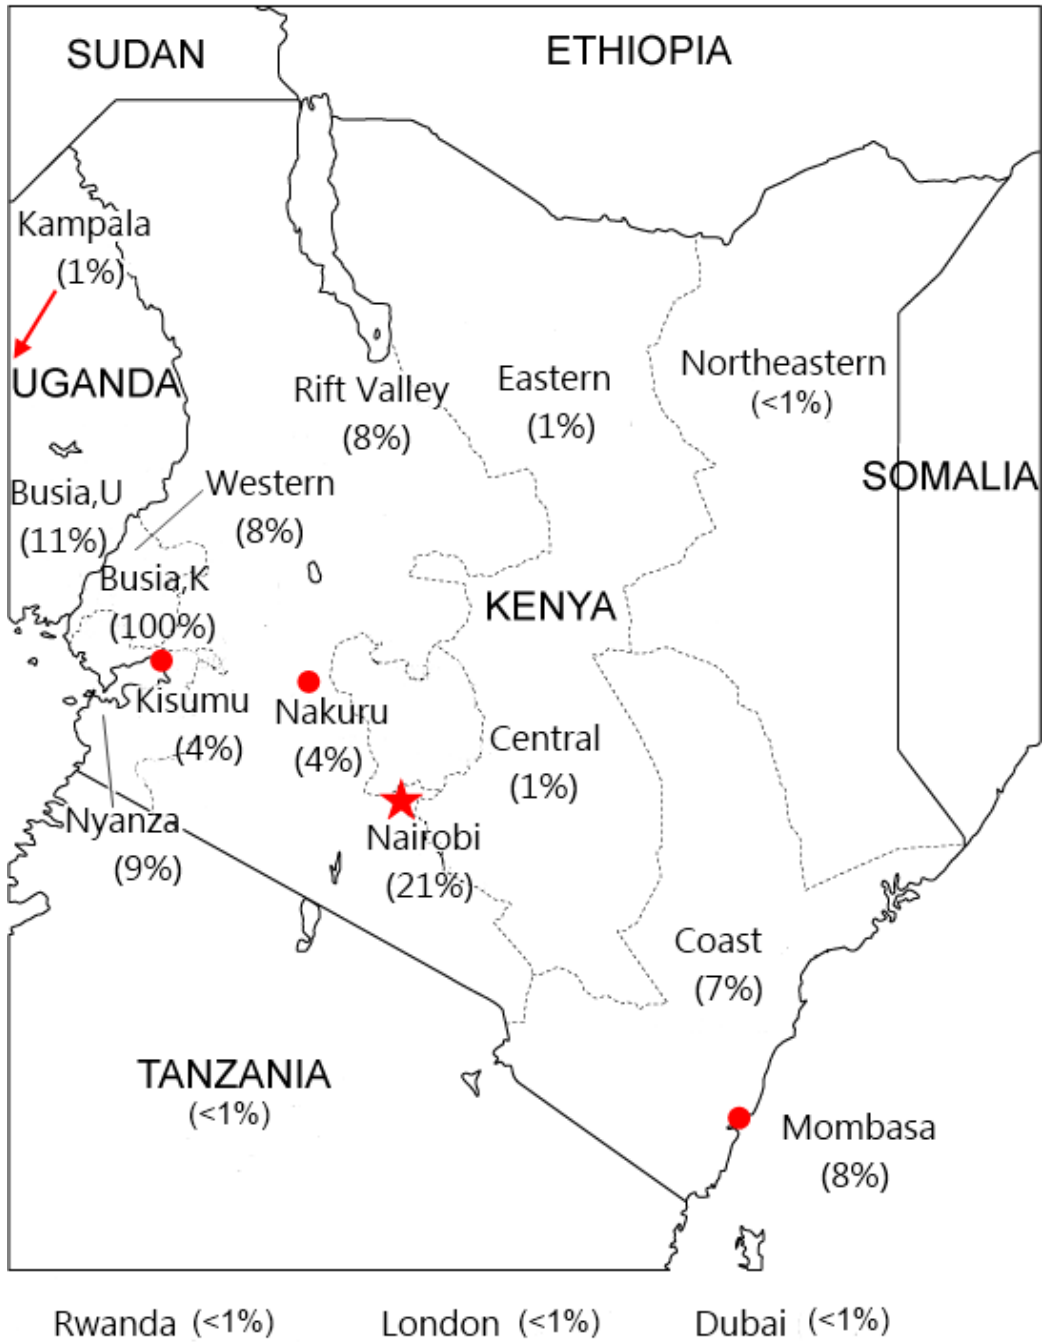 SUDAN
ETHIOPIA
Kampala
(1%)
UGANDA
Rift Valley
(8%)
Eastern
(1%)
Northeastern
(<1%)
SOMALIA
Busia,U
(11%)
Western
(8%)
Busia,K
(100%)
KENYA
Kisumu
(4%)
Nakuru
(4%)
Central
(1%)
Nyanza
(9%)
Nairobi
(21%)
Coast
(7%)
TANZANIA
(<1%)
Mombasa
(8%)
Rwanda (<1%) London (<1%) Dubai (<1%)